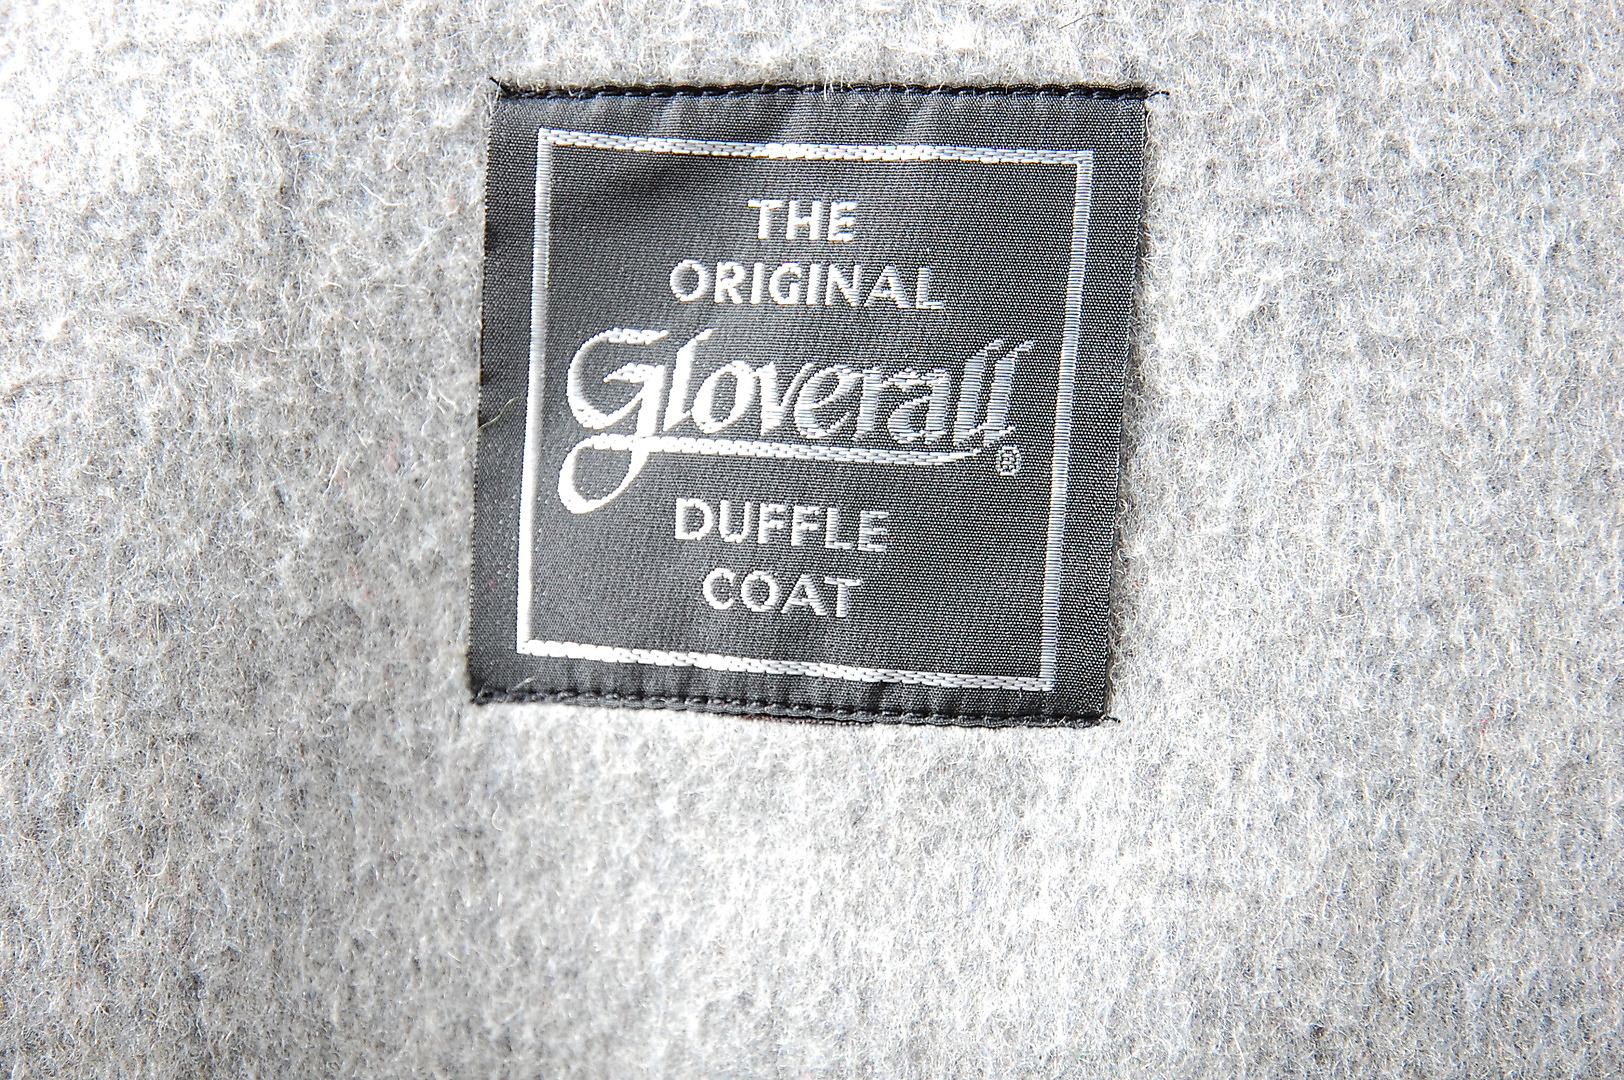 THE
ORIGINAL
Gloverall®
DUFFLE
COAT